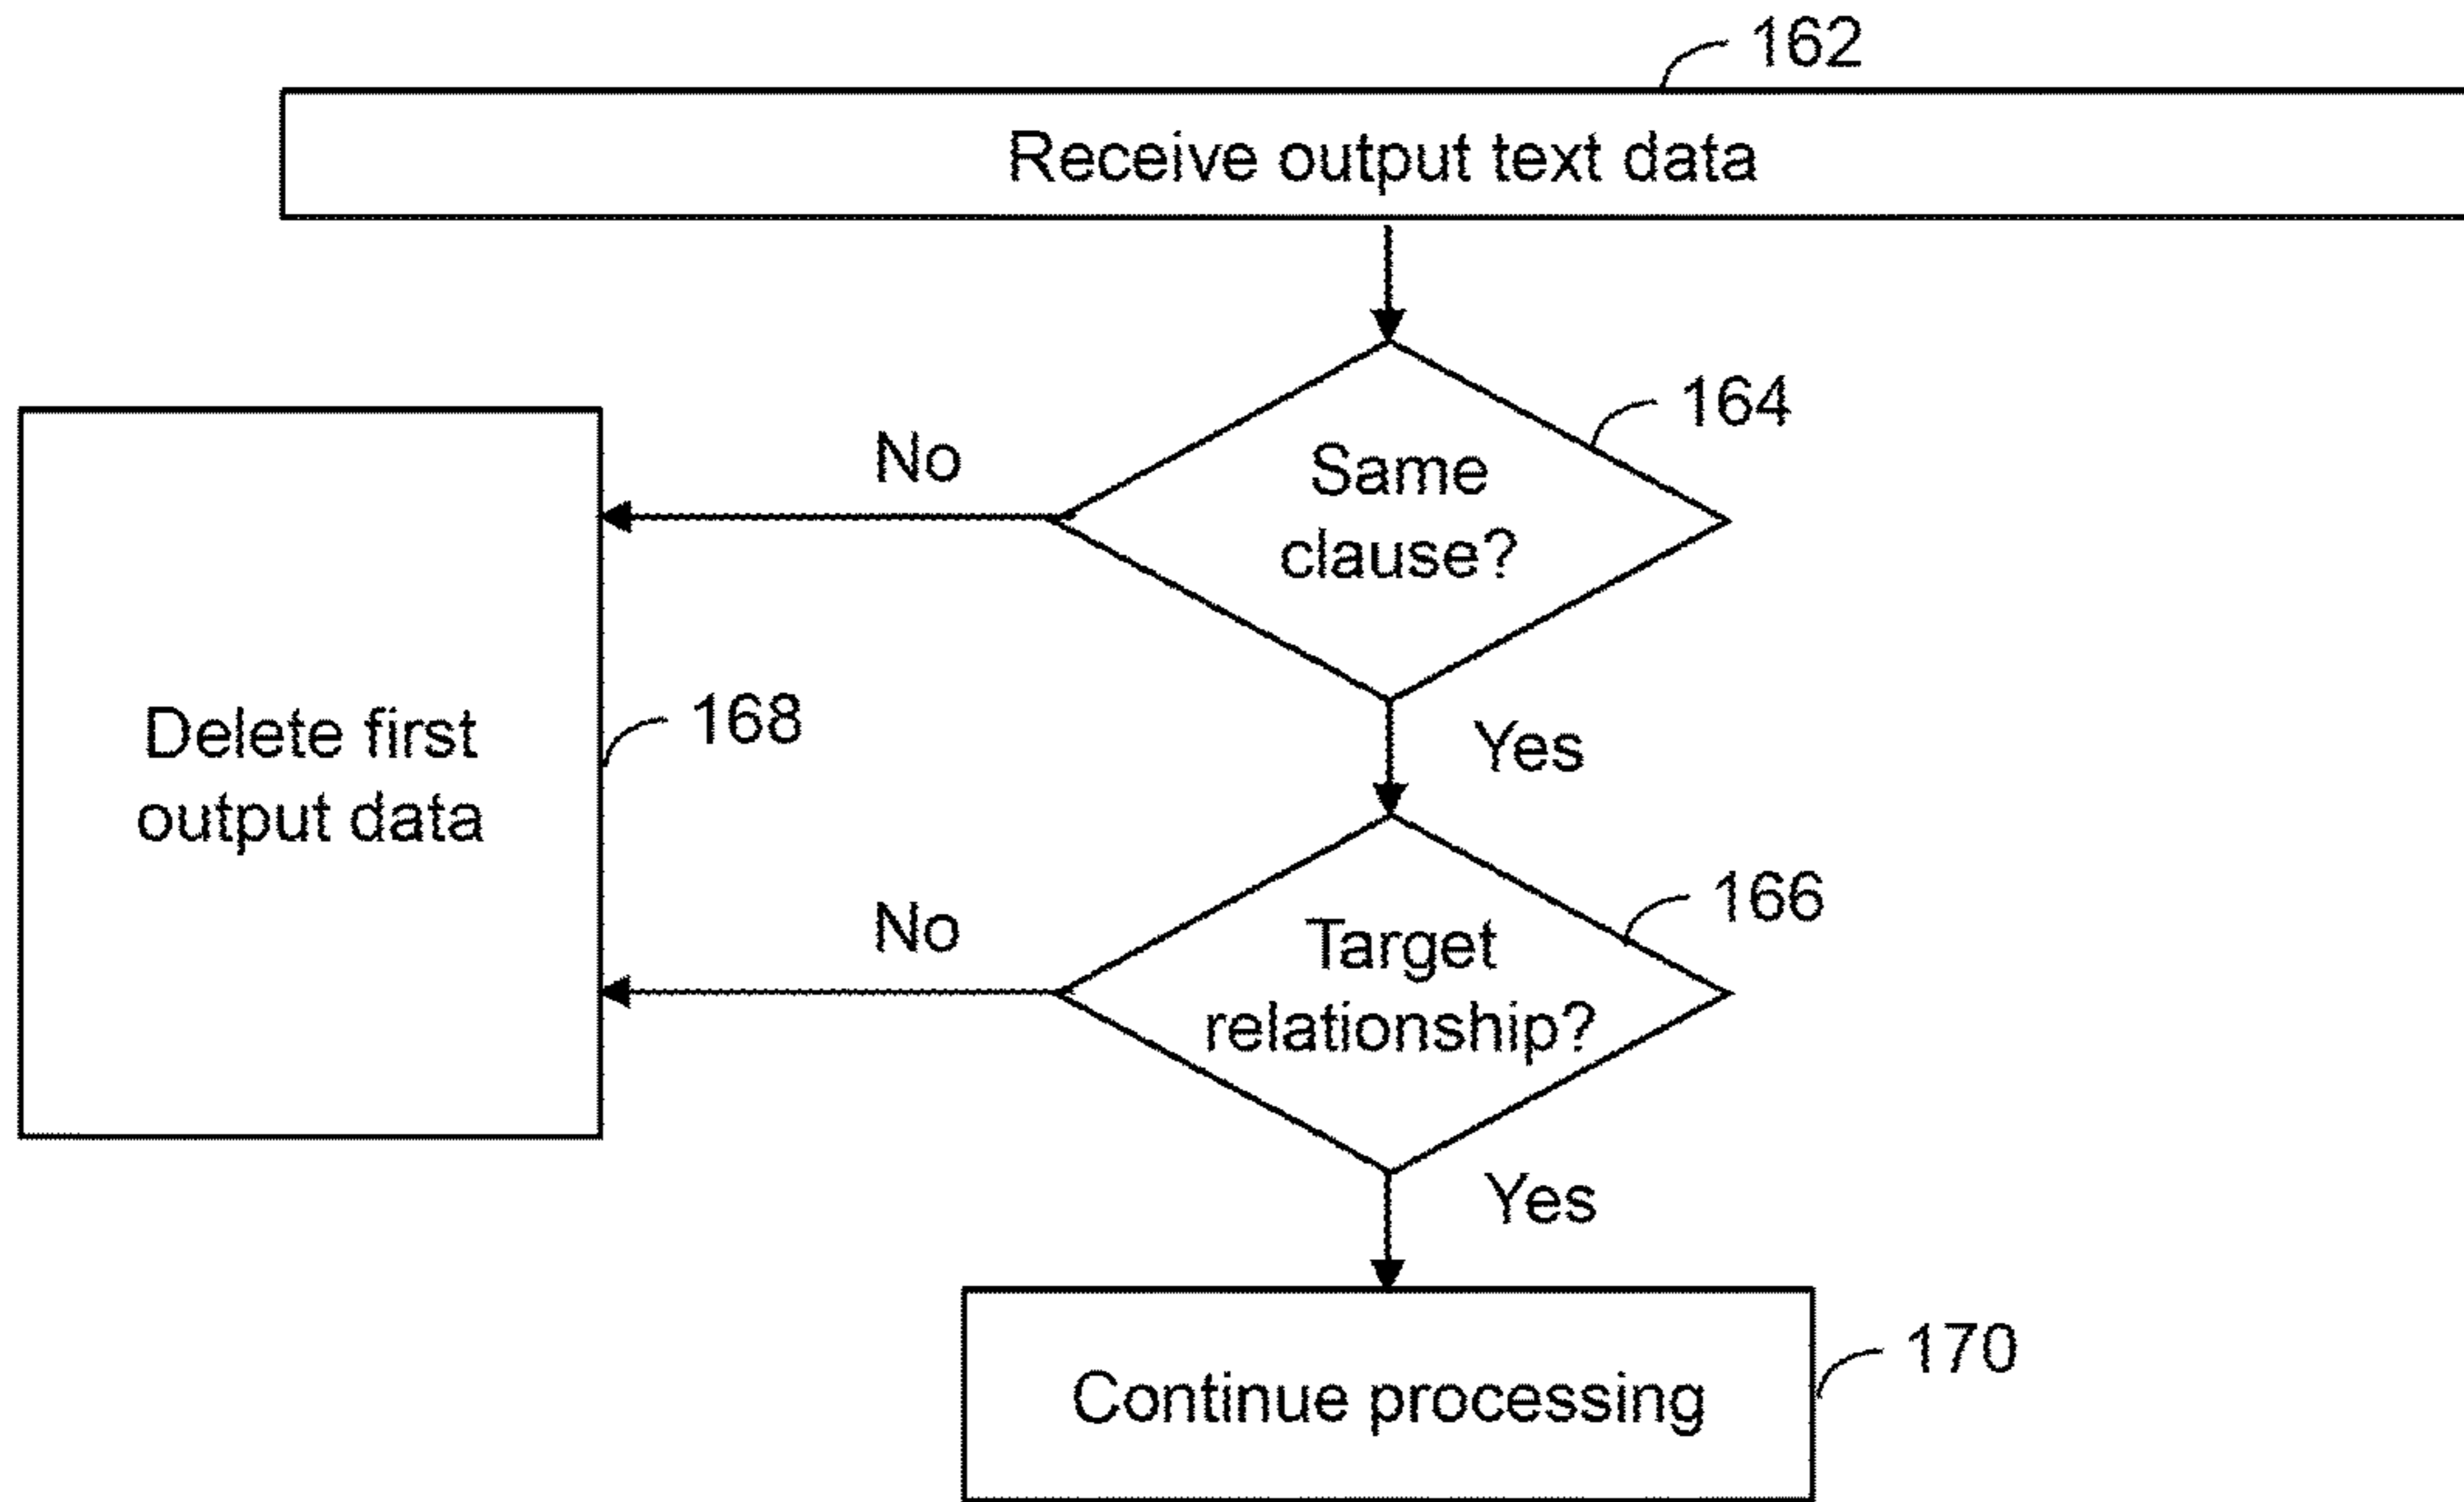 162
Receive output text data
164
No
Same
clause?
168
Delete first
output data
Yes
166
No
Target
relationship?
Yes
170
Continue processing